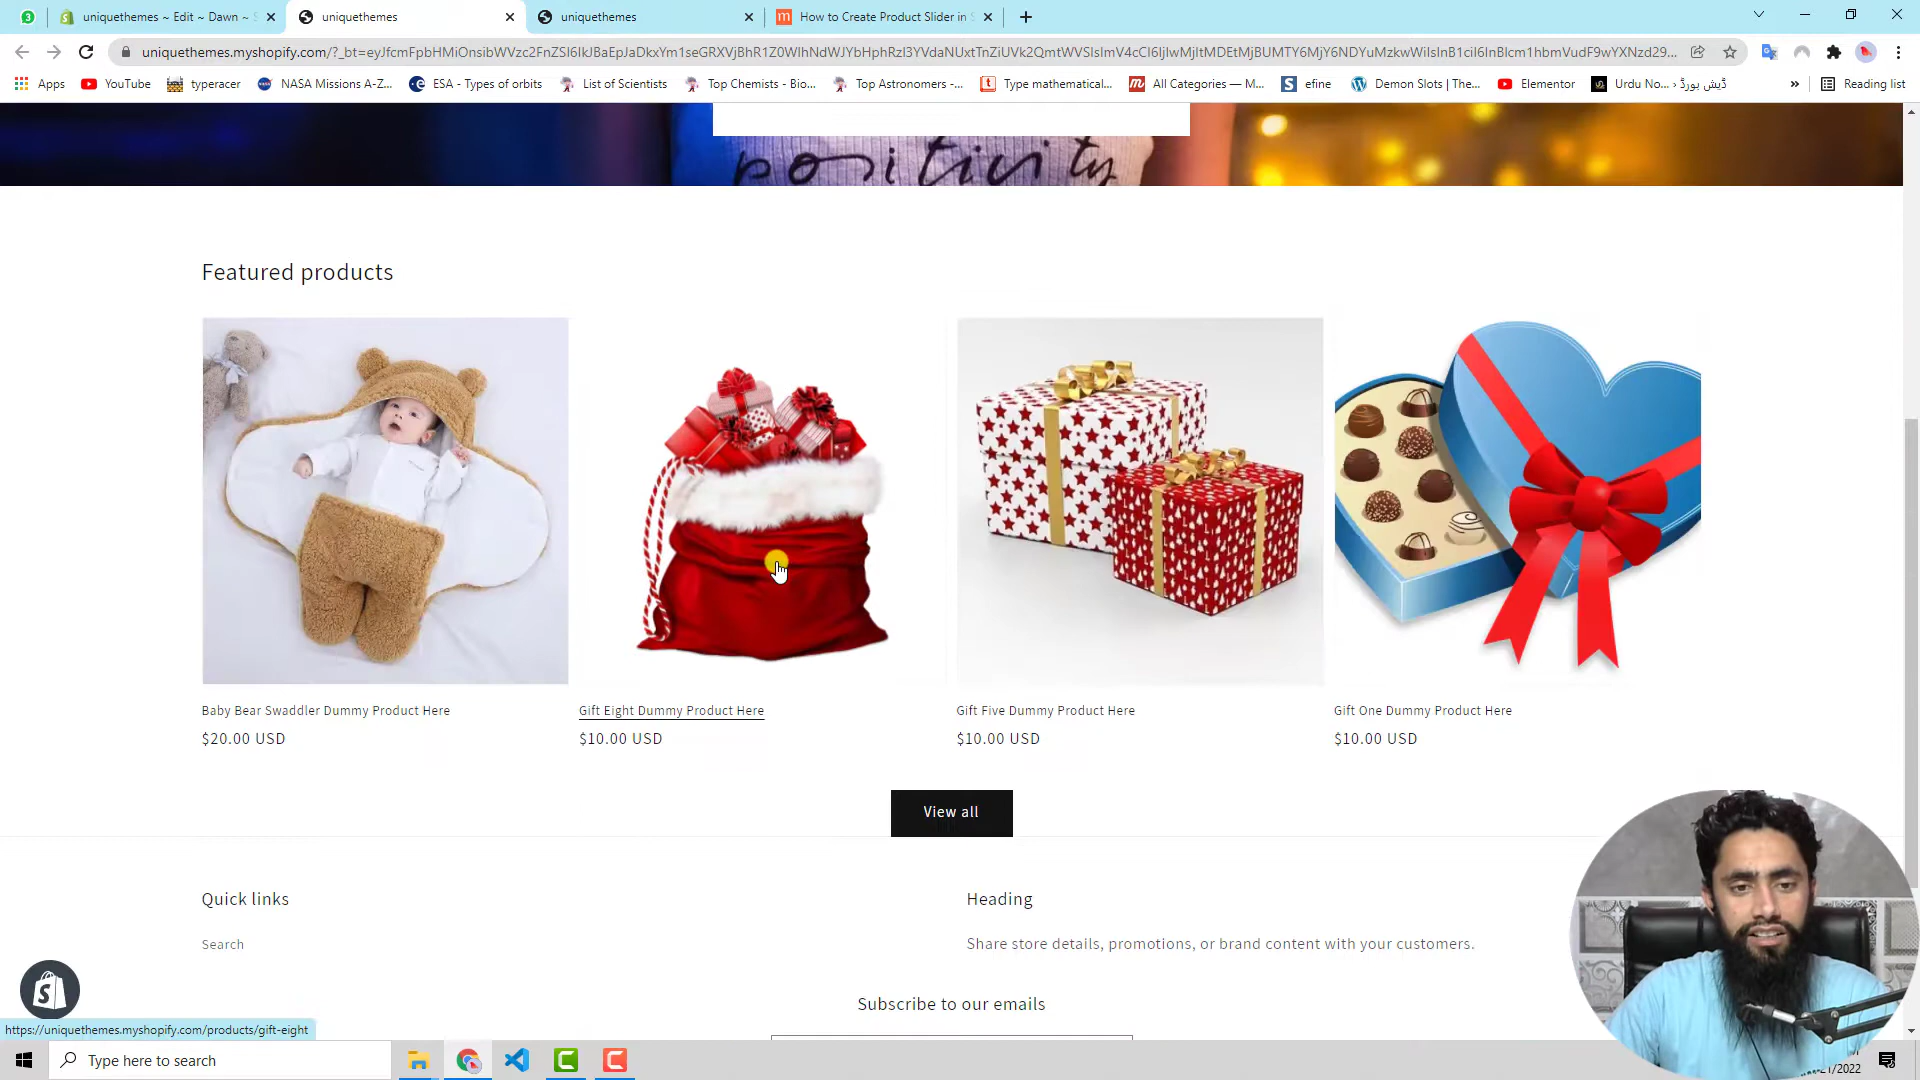 uniquethemes ~ Edit ~ Dawn ~
uniquethemes
uniquethemes
How to Create Product Slider in
Apps
YouTube
typeracer
NASA Missions A-Z...
ESA - Types of orbits
List of Scientists
Top Chemists - Bio...
Top Astronomers -...
Type mathematical...
All Categories — M...
efine
Demon Slots | The...
Elementor
Urdu No... › ڈیش بورڈ
»
Reading list
positivity
Featured products
Baby Bear Swaddler Dummy Product Here
$20.00 USD
Gift Eight Dummy Product Here
$10.00 USD
Gift Five Dummy Product Here
$10.00 USD
Gift One Dummy Product Here
$10.00 USD
View all
Quick links
Heading
Search
Share store details, promotions, or brand content with your customers.
Subscribe to our emails
https://uniquethemes.myshopify.com/products/gift-eight
Type here to search